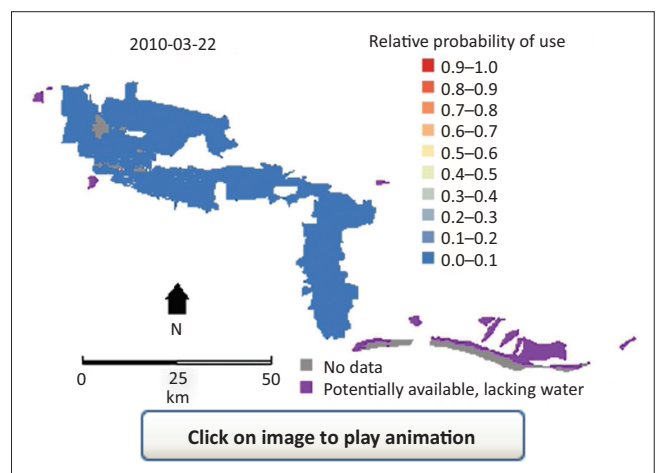 2010-03-22
Relative probability of use
0.9–1.0
0.8–0.9
0.7–0.8
0.6–0.7
0.5–0.6
0.4–0.5
0.3–0.4
0.2–0.3
0.1–0.2
0.0–0.1
N
0 25 50
km
No data
Potentially available, lacking water
Click on image to play animation